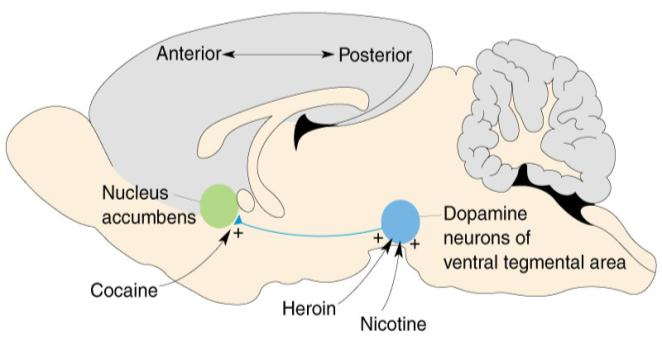 Anterior Posterior
Nucleus
accumbens
Dopamine
neurons of
ventral tegmental area
+
+
+
Cocaine
Heroin
Nicotine